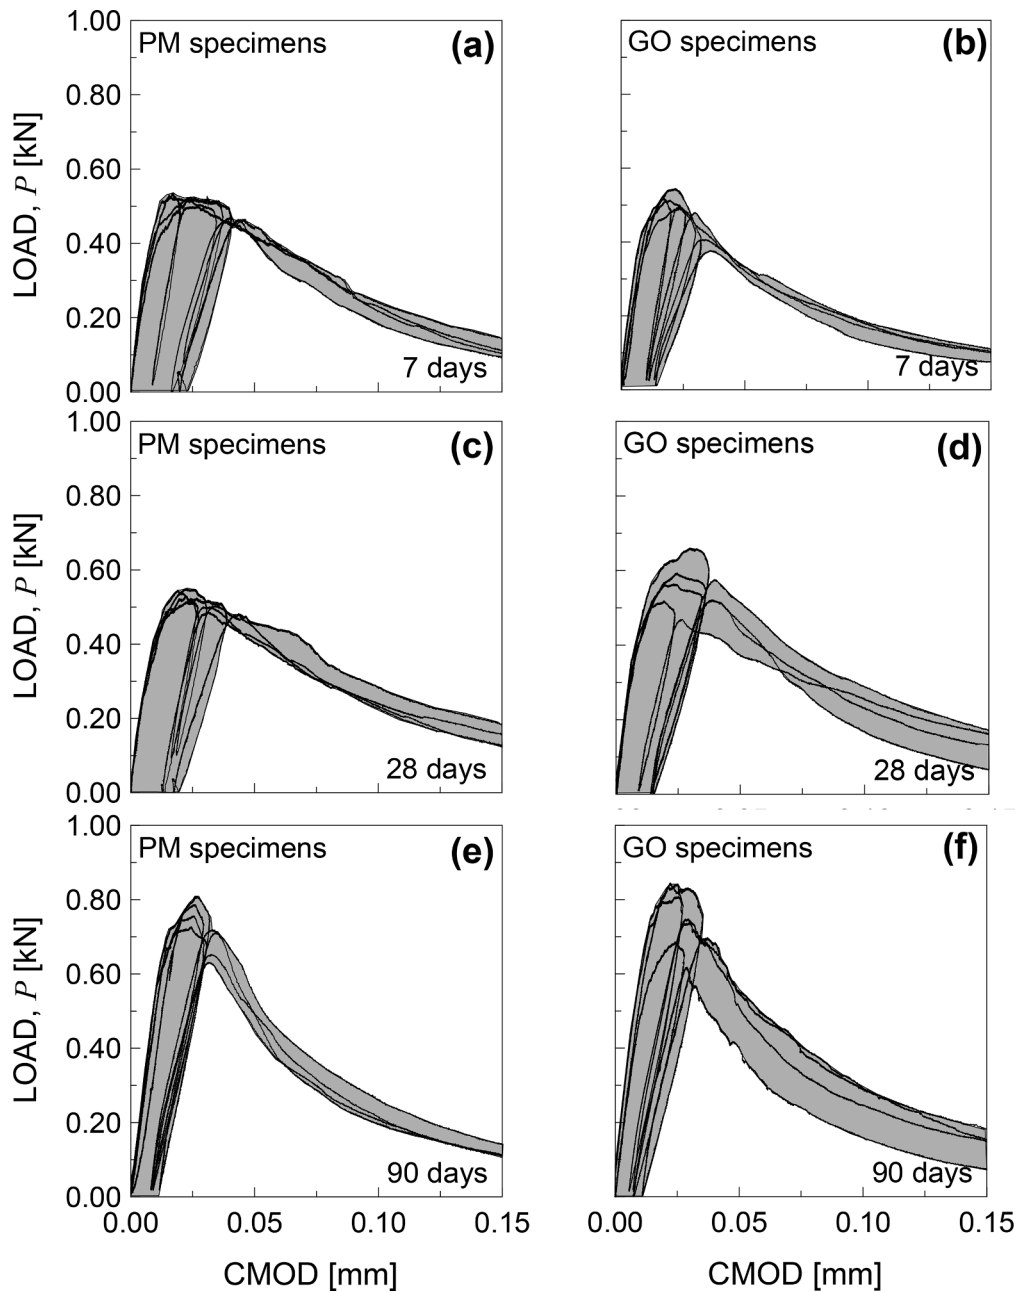 1.00
PM specimens (a)
0.80
0.60
0.40
0.20
0.00
LOAD, P [kN]
7 days
GO specimens (b)
7 days
1.00
PM specimens (c)
0.80
0.60
0.40
0.20
0.00
LOAD, P [kN]
28 days
GO specimens (d)
28 days
1.00
PM specimens (e)
0.80
0.60
0.40
0.20
0.00
LOAD, P [kN]
90 days
0.00 0.05 0.10 0.15
CMOD [mm]
GO specimens (f)
90 days
0.00 0.05 0.10 0.15
CMOD [mm]